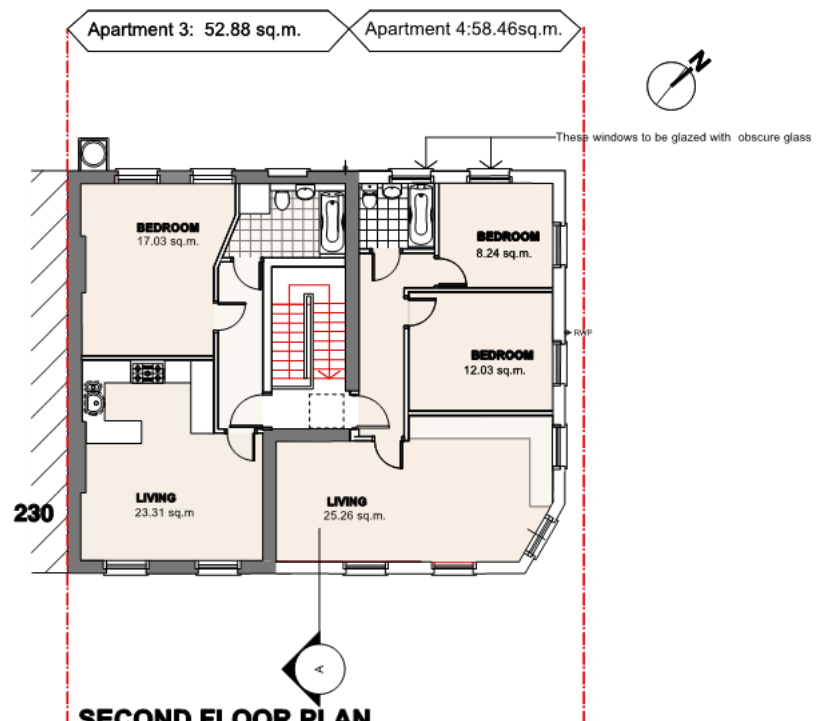 Apartment 3: 52.88 sq.m.
Apartment 4:58.46sq.m.
N
These windows to be glazed with obscure glass
BEDROOM
17.03 sq.m.
BEDROOM
8.24 sq.m.
RWP
BEDROOM
12.03 sq.m.
LIVING
23.31 sq.m
LIVING
25.26 sq.m.
230
A
SECOND FLOOR PLAN